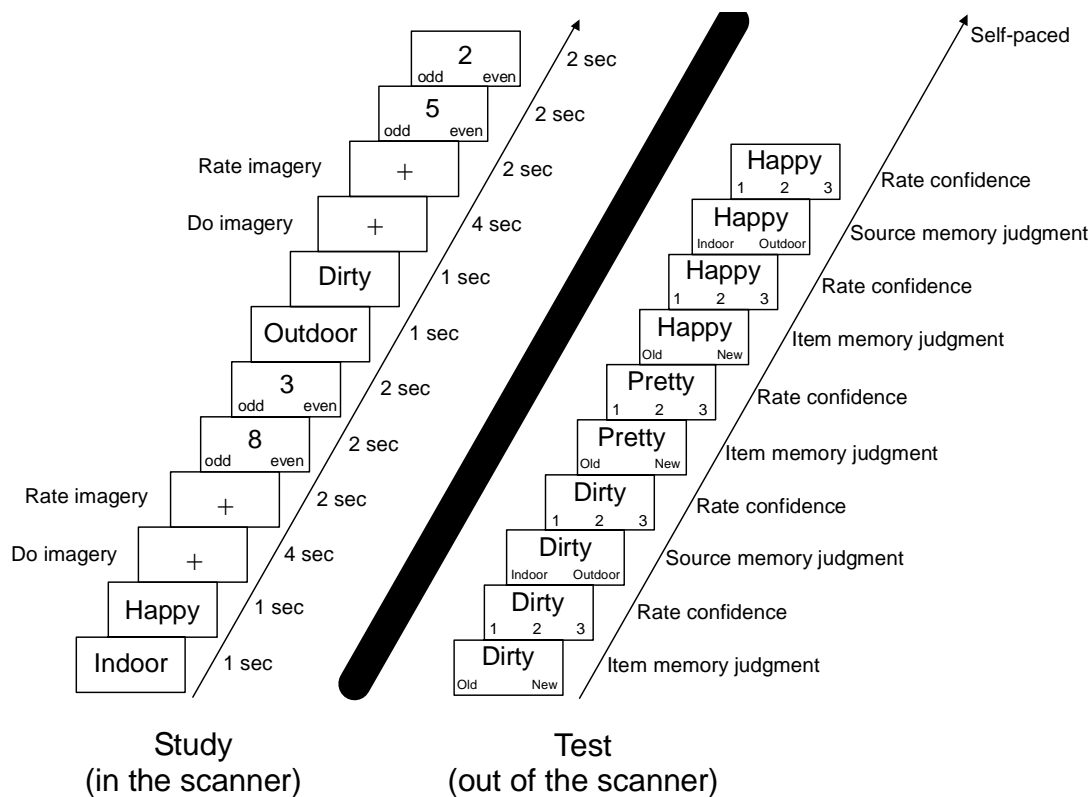 2
odd even
2 sec
5
odd even
2 sec
Rate imagery
+
2 sec
Do imagery
+
4 sec
Dirty
1 sec
Outdoor
1 sec
3
odd even
2 sec
8
odd even
2 sec
Rate imagery
+
2 sec
Do imagery
+
4 sec
Happy
1 sec
Indoor
1 sec
Study
(in the scanner)
Self-paced
Happy
1 2 3
Rate confidence
Happy
Indoor Outdoor
Source memory judgment
Happy
1 2 3
Rate confidence
Happy
Old New
Item memory judgment
Pretty
1 2 3
Rate confidence
Pretty
Old New
Item memory judgment
Dirty
1 2 3
Rate confidence
Dirty
Indoor Outdoor
Source memory judgment
Dirty
1 2 3
Rate confidence
Dirty
Old New
Item memory judgment
Test
(out of the scanner)